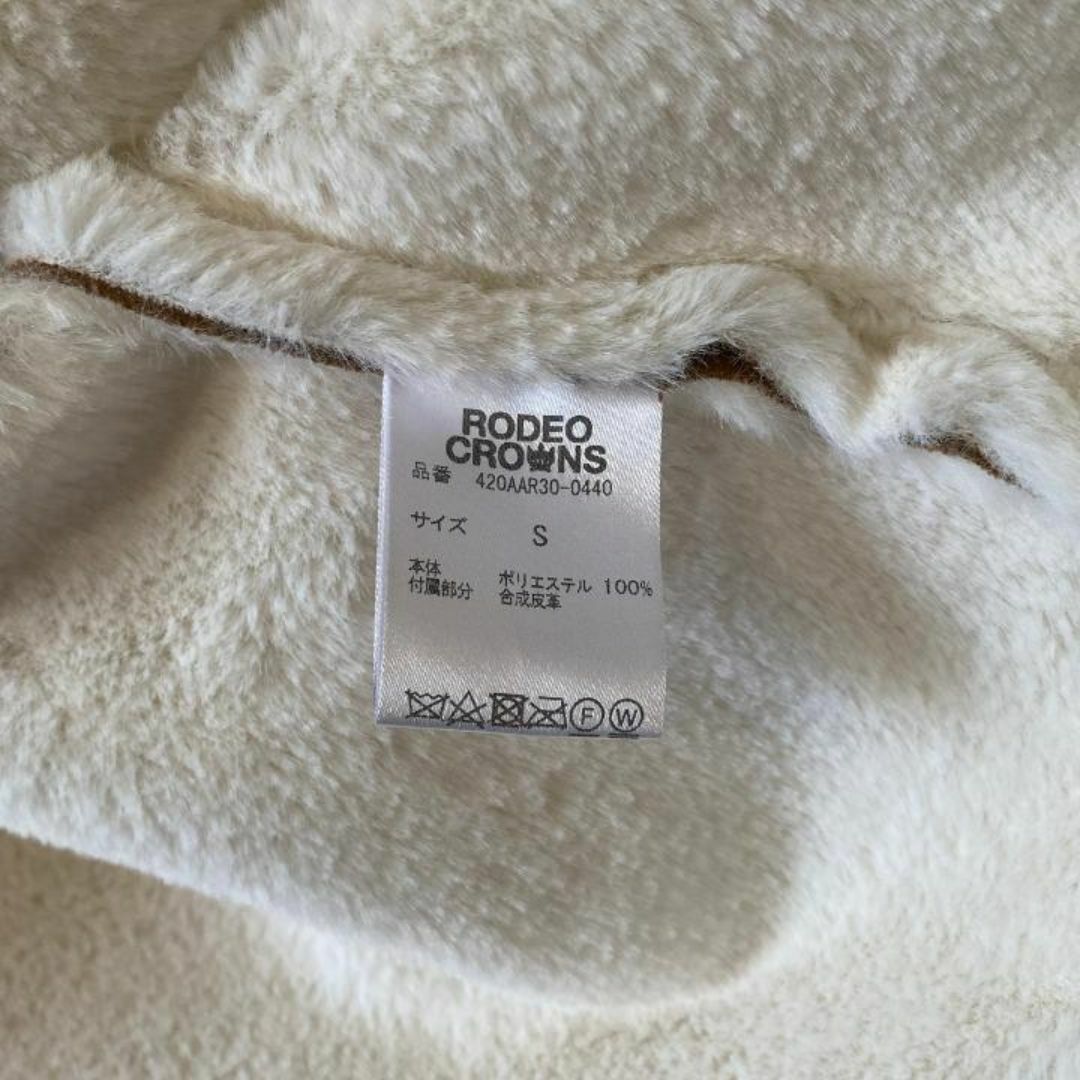 RODEO
CROWNS
品番 420AAR30-0440
サイズ S
本体 ポリエステル 100%
付属部分 合成皮革
F W